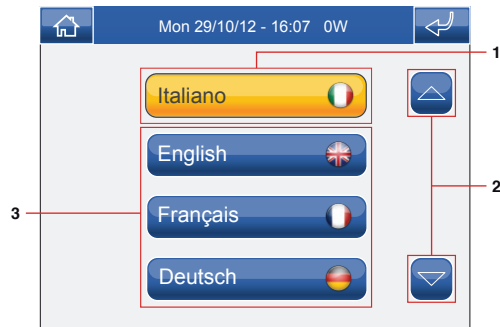 Mon 29/10/12 - 16:07 0W
1
Italiano
English
2
3
Français
Deutsch